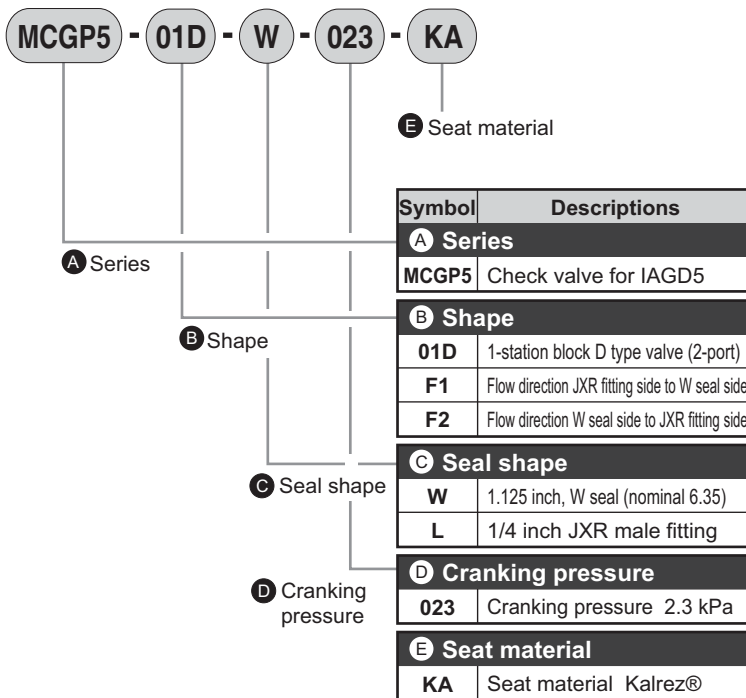 MCGP5 - 01D - W - 023 - KA
E Seat material
A Series
B Shape
C Seal shape
D Cranking
pressure
Symbol Descriptions
A Series
MCGP5 Check valve for IAGD5
B Shape
01D 1-station block D type valve (2-port)
F1 Flow direction JXR fitting side to W seal side
F2 Flow direction W seal side to JXR fitting side
C Seal shape
W 1.125 inch, W seal (nominal 6.35)
L 1/4 inch JXR male fitting
D Cranking pressure
023 Cranking pressure 2.3 kPa
E Seat material
KA Seat material Kalrez®